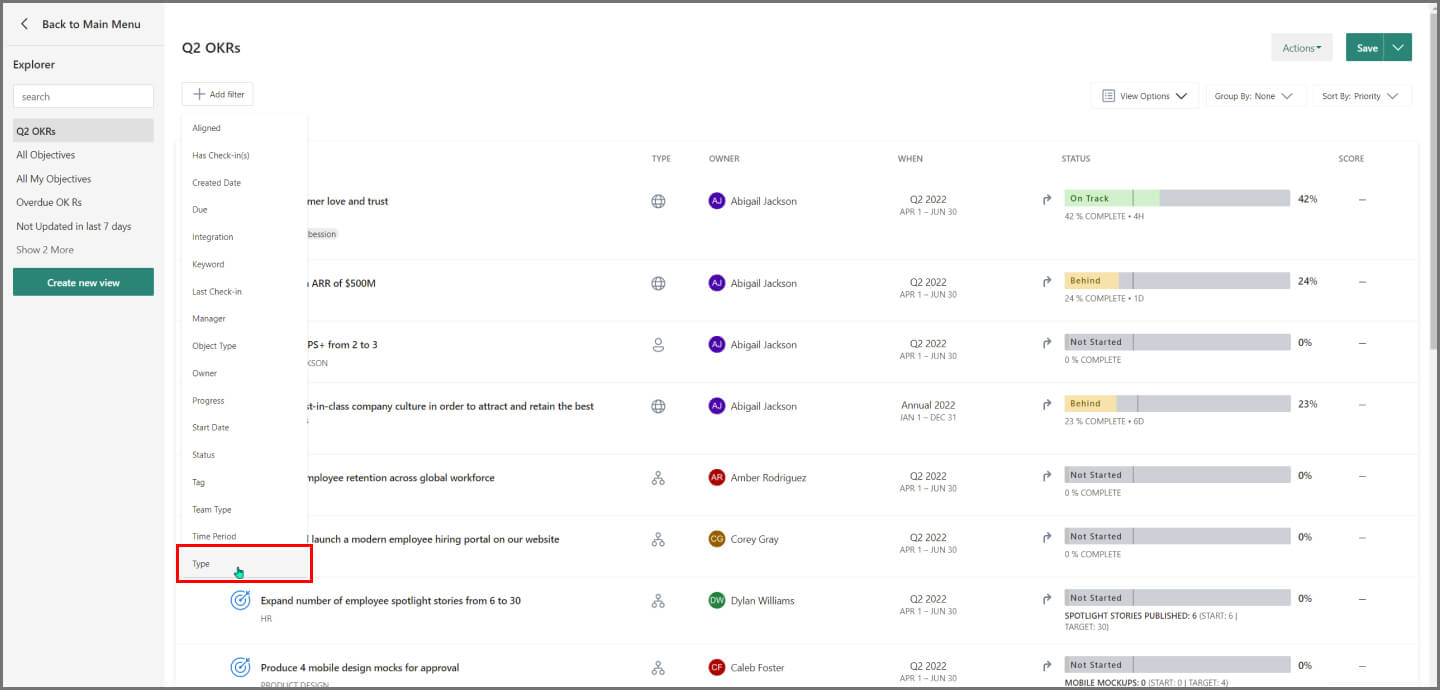 Back to Main Menu
Explorer
search
Q2 OKRs
All Objectives
All My Objectives
Overdue OK Rs
Not Updated in last 7 days
Show 2 More
Create new view
Q2 OKRs
Actions
Save
Add filter
View Options
Group By: None
Sort By: Priority
Aligned
Has Check-in(s)
Created Date
Due
Integration
Keyword
Last Check-in
Manager
Object Type
Owner
Progress
Start Date
Status
Tag
Team Type
Time Period
Type
TYPE OWNER WHEN STATUS SCORE
love and trust
AJ Abigail Jackson
Q2 2022
APR 1 – JUN 30
On Track
42% –
42 % COMPLETE • 4H
ARR of $500M
AJ Abigail Jackson
Q2 2022
APR 1 – JUN 30
Behind
24% –
24 % COMPLETE • 1D
from 2 to 3
AJ Abigail Jackson
Q2 2022
APR 1 – JUN 30
Not Started
0% –
0 % COMPLETE
company culture in order to attract and retain the best
AJ Abigail Jackson
Annual 2022
JAN 1 – DEC 31
Behind
23% –
23 % COMPLETE • 6D
retention across global workforce
AR Amber Rodriguez
Q2 2022
APR 1 – JUN 30
Not Started
0% –
0 % COMPLETE
launch a modern employee hiring portal on our website
CG Corey Gray
Q2 2022
APR 1 – JUN 30
Not Started
0% –
0 % COMPLETE
Expand number of employee spotlight stories from 6 to 30
HR
DW Dylan Williams
Q2 2022
APR 1 – JUN 30
Not Started
0% –
SPOTLIGHT STORIES PUBLISHED: 6 (START: 6 |
TARGET: 30)
Produce 4 mobile design mocks for approval
PRODUCT DESIGN
CF Caleb Foster
Q2 2022
APR 1 – JUN 30
Not Started
0% –
MOBILE MOCKUPS: 0 (START: 0 | TARGET: 4)